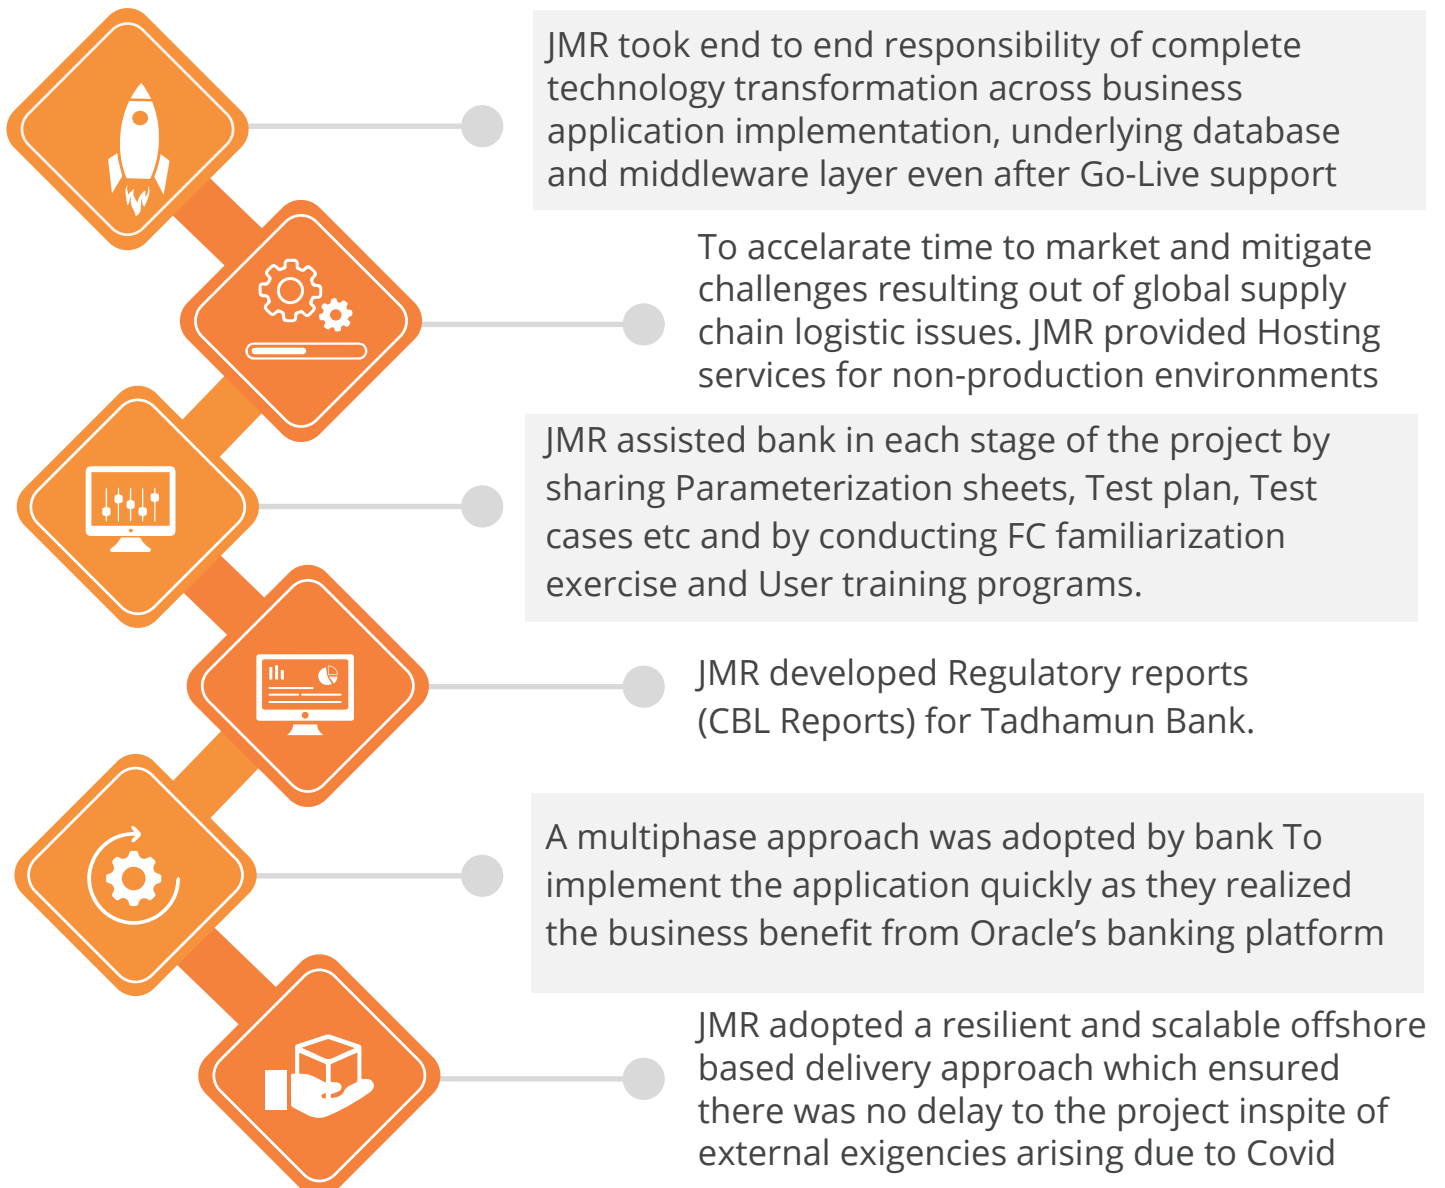 JMR took end to end responsibility of complete
technology transformation across business
application implementation, underlying database
and middleware layer even after Go-Live support
To accelarate time to market and mitigate
challenges resulting out of global supply
chain logistic issues. JMR provided Hosting
services for non-production environments
JMR assisted bank in each stage of the project by
sharing Parameterization sheets, Test plan, Test
cases etc and by conducting FC familiarization
exercise and User training programs.
JMR developed Regulatory reports
(CBL Reports) for Tadhamun Bank.
A multiphase approach was adopted by bank To
implement the application quickly as they realized
the business benefit from Oracle’s banking platform
JMR adopted a resilient and scalable offshore
based delivery approach which ensured
there was no delay to the project inspite of
external exigencies arising due to Covid